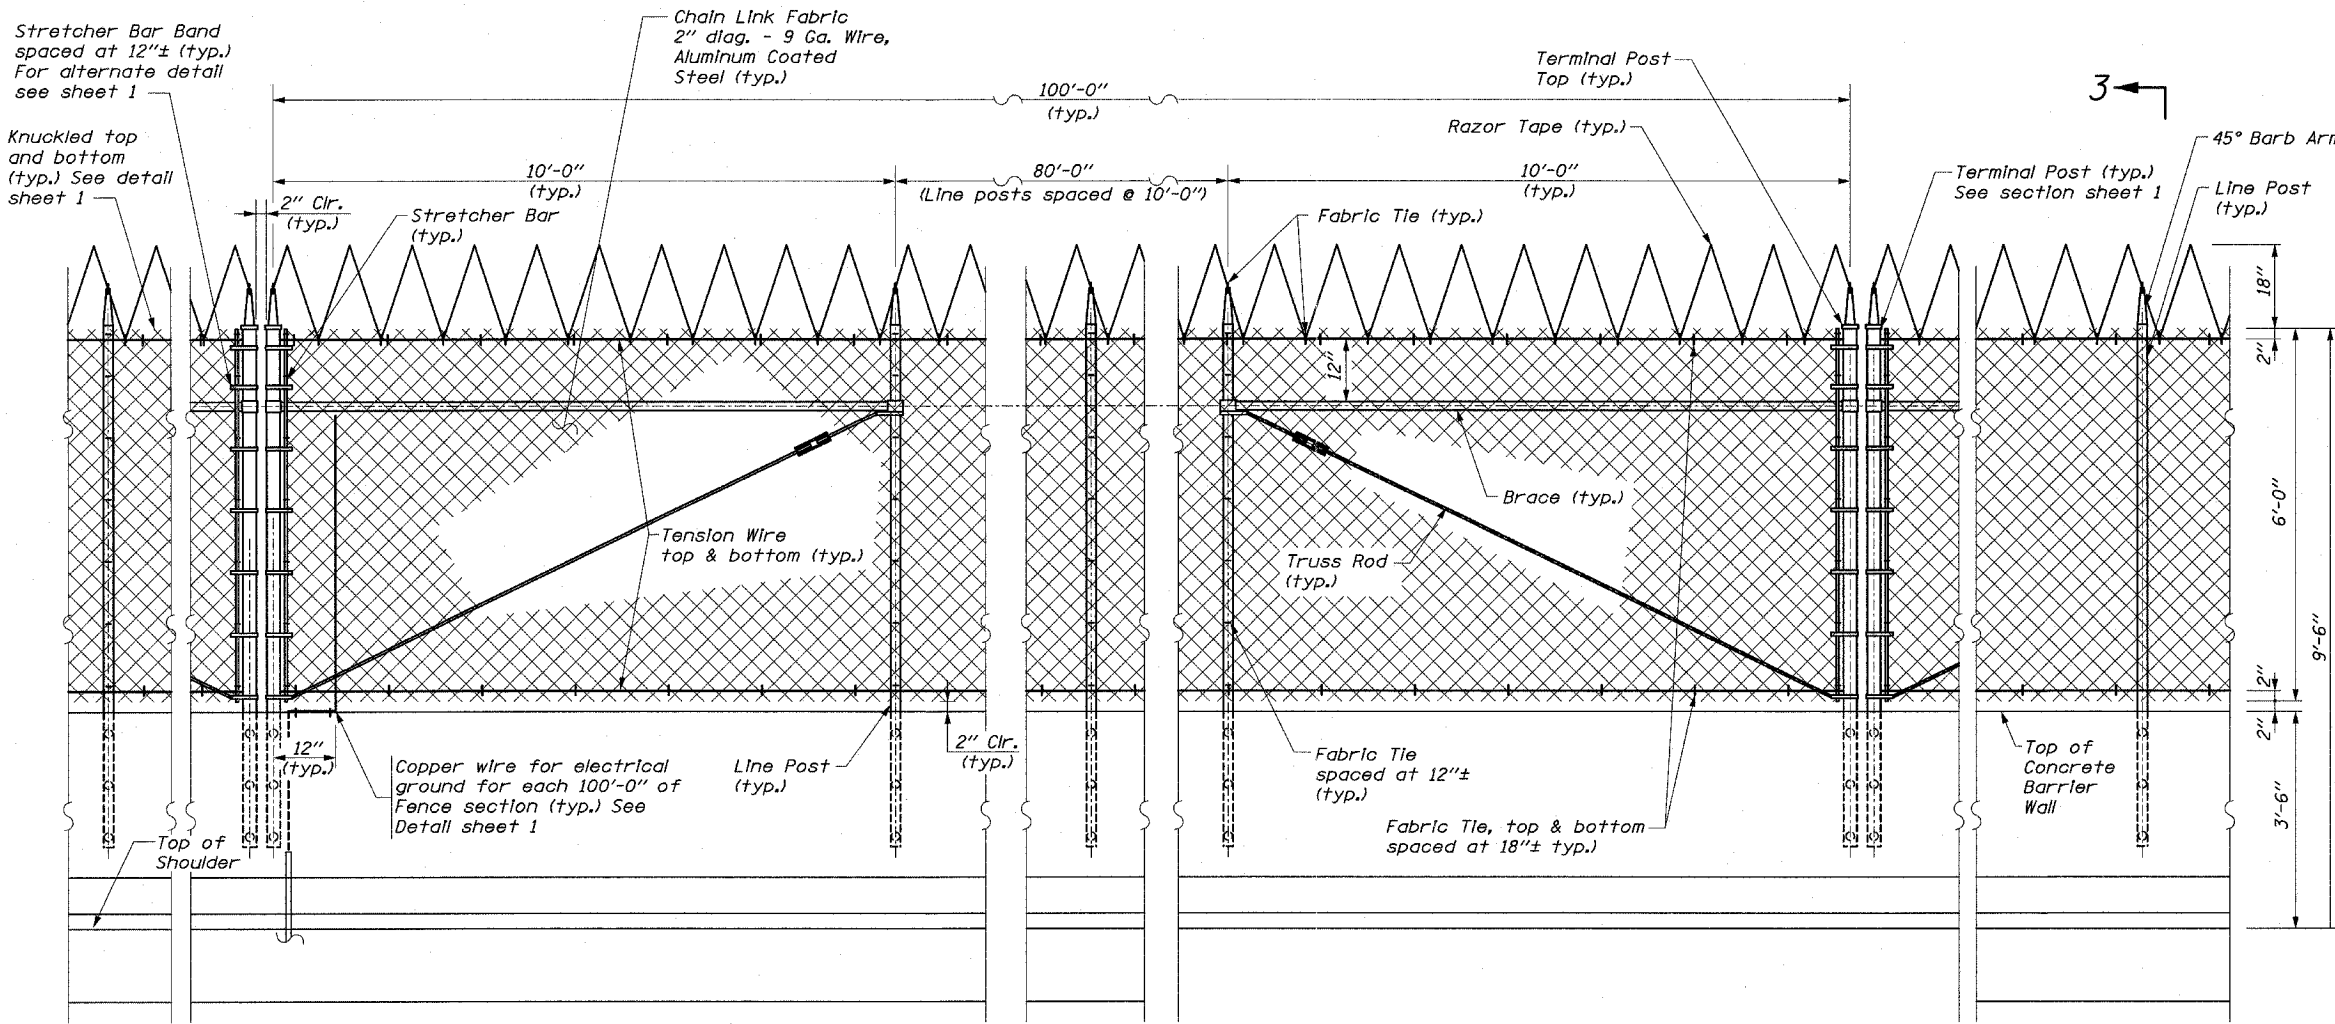 Stretcher Bar Band
spaced at 12"± (typ.)
For alternate detail
see sheet 1
Knuckled top
and bottom
(typ.) See detail
sheet 1
Chain Link Fabric
2" diag. - 9 Ga. Wire,
Aluminum Coated
Steel (typ.)
100'-0"
(typ.)
Terminal Post
Top (typ.)
3
Razor Tape (typ.)
45° Barb Arm
10'-0"
(typ.)
80'-0"
(Line posts spaced @ 10'-0")
10'-0"
(typ.)
Terminal Post (typ.)
See section sheet 1
Line Post
(typ.)
2" Clr.
(typ.)
Stretcher Bar
(typ.)
Fabric Tie (typ.)
18"
2"
12"
6'-0"
9'-6"
2"
2"
3'-6"
Tension Wire
top & bottom (typ.)
Brace (typ.)
Truss Rod
(typ.)
12"
(typ.)
Copper wire for electrical
ground for each 100'-0" of
Fence section (typ.) See
Detail sheet 1
Line Post
(typ.)
2" Clr.
(typ.)
Fabric Tie
spaced at 12"±
(typ.)
Fabric Tie, top & bottom
spaced at 18"± typ.)
Top of
Concrete
Barrier
Wall
Top of
Shoulder